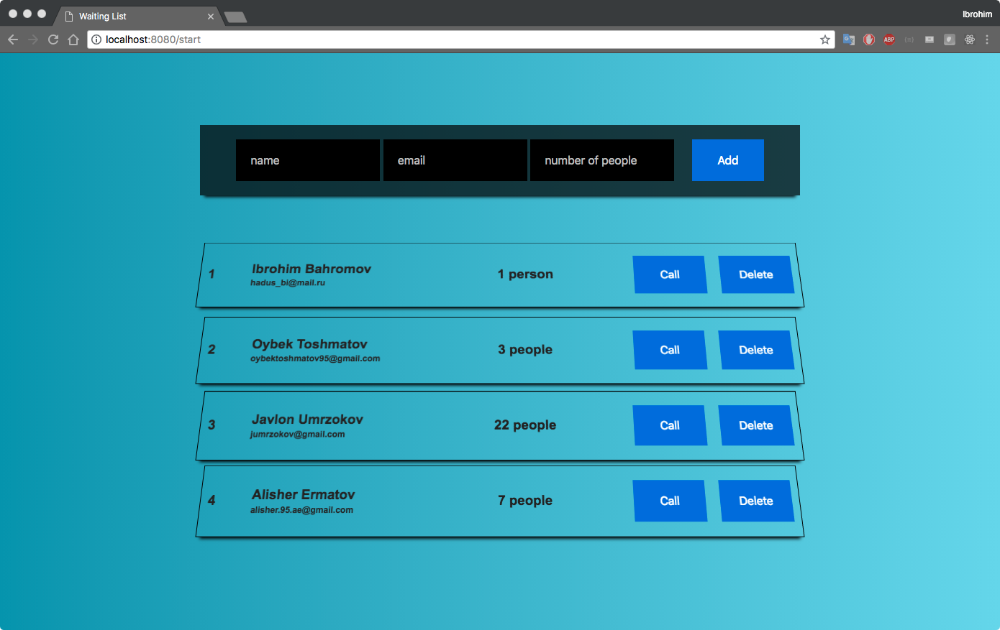 Waiting List
Ibrohim
localhost:8080/start
ABP
name email number of people Add
1 Ibrohim Bahromov 1 person Call Delete
hadus_bi@mail.ru
2 Oybek Toshmatov 3 people Call Delete
oybektoshmatov95@gmail.com
3 Javlon Umrzokov 22 people Call Delete
jumrzokov@gmail.com
4 Alisher Ermatov 7 people Call Delete
alisher.95.ae@gmail.com